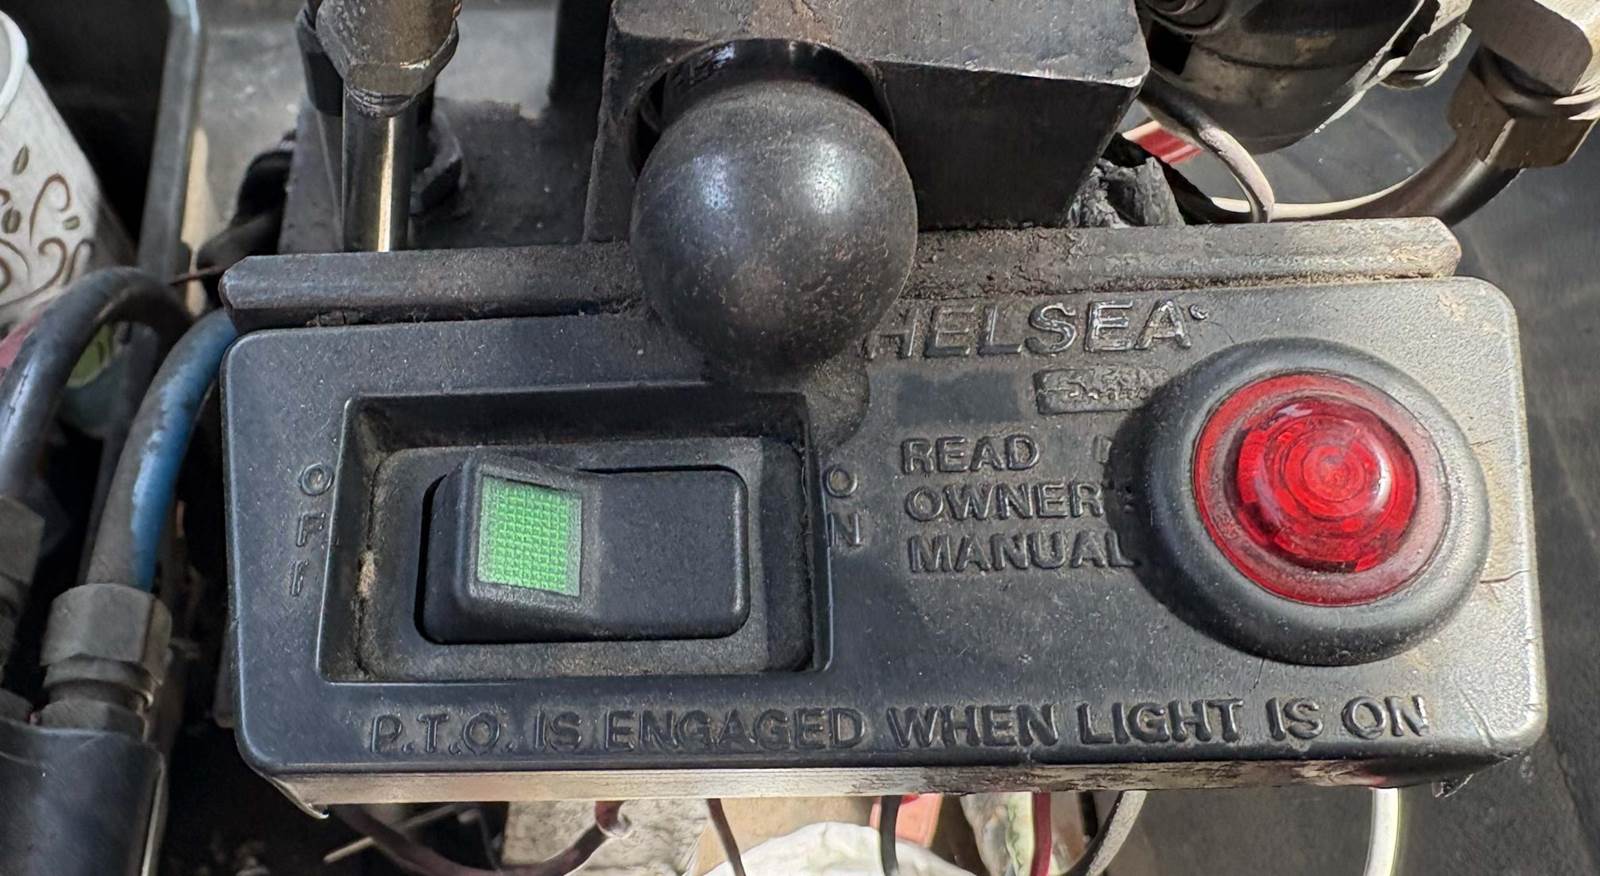 HELSEA
OFF
ON
READ
OWNER'
MANUAL
P.T.O. IS ENGAGED WHEN LIGHT IS ON